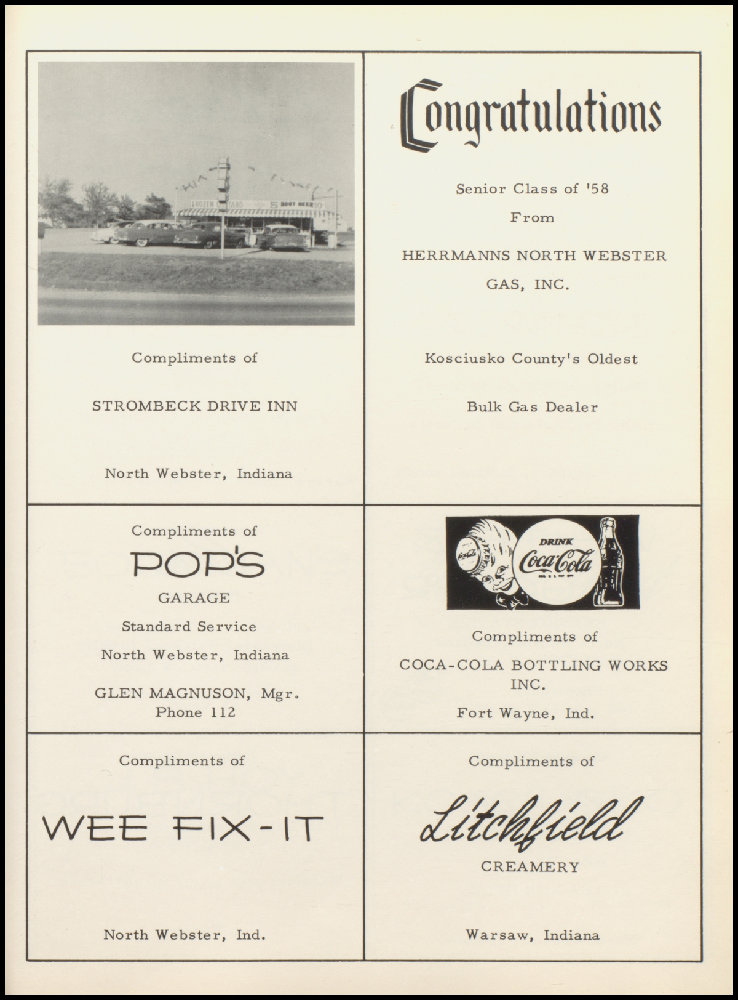 ROOT BEER
Compliments of
STROMBECK DRIVE INN
North Webster, Indiana
Congratulations
Senior Class of '58
From
HERRMANNS NORTH WEBSTER
GAS, INC.
Kosciusko County's Oldest
Bulk Gas Dealer
Compliments of
POP'S
GARAGE
Standard Service
North Webster, Indiana
GLEN MAGNUSON, Mgr.
Phone 112
DRINK
Coca-Cola
Compliments of
COCA-COLA BOTTLING WORKS
INC.
Fort Wayne, Ind.
Compliments of
WEE FIX-IT
North Webster, Ind.
Compliments of
Litchfield
CREAMERY
Warsaw, Indiana